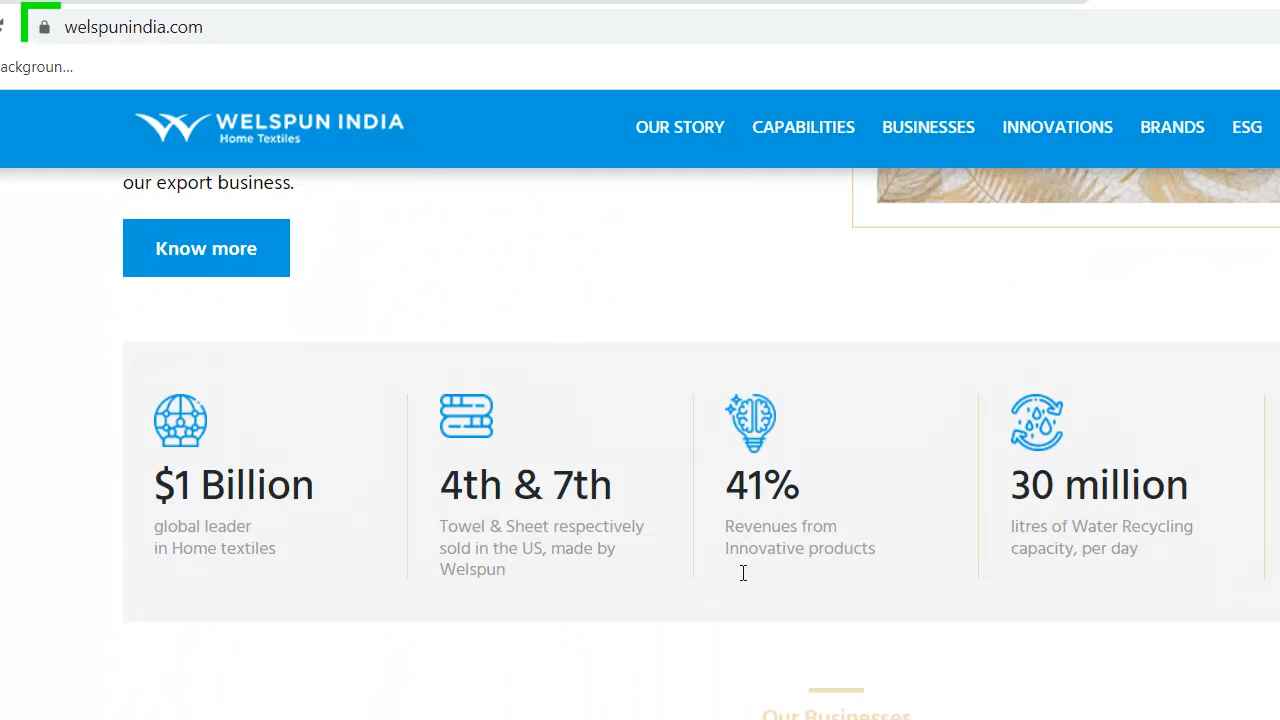 welspunindia.com
ackgroun...
WELSPUN INDIA
Home Textiles
OUR STORY CAPABILITIES BUSINESSES INNOVATIONS BRANDS ESG
our export business.
Know more
$1 Billion
global leader
in Home textiles
4th & 7th
Towel & Sheet respectively
sold in the US, made by
Welspun
41%
Revenues from
Innovative products
30 million
litres of Water Recycling
capacity, per day
Our Businesses